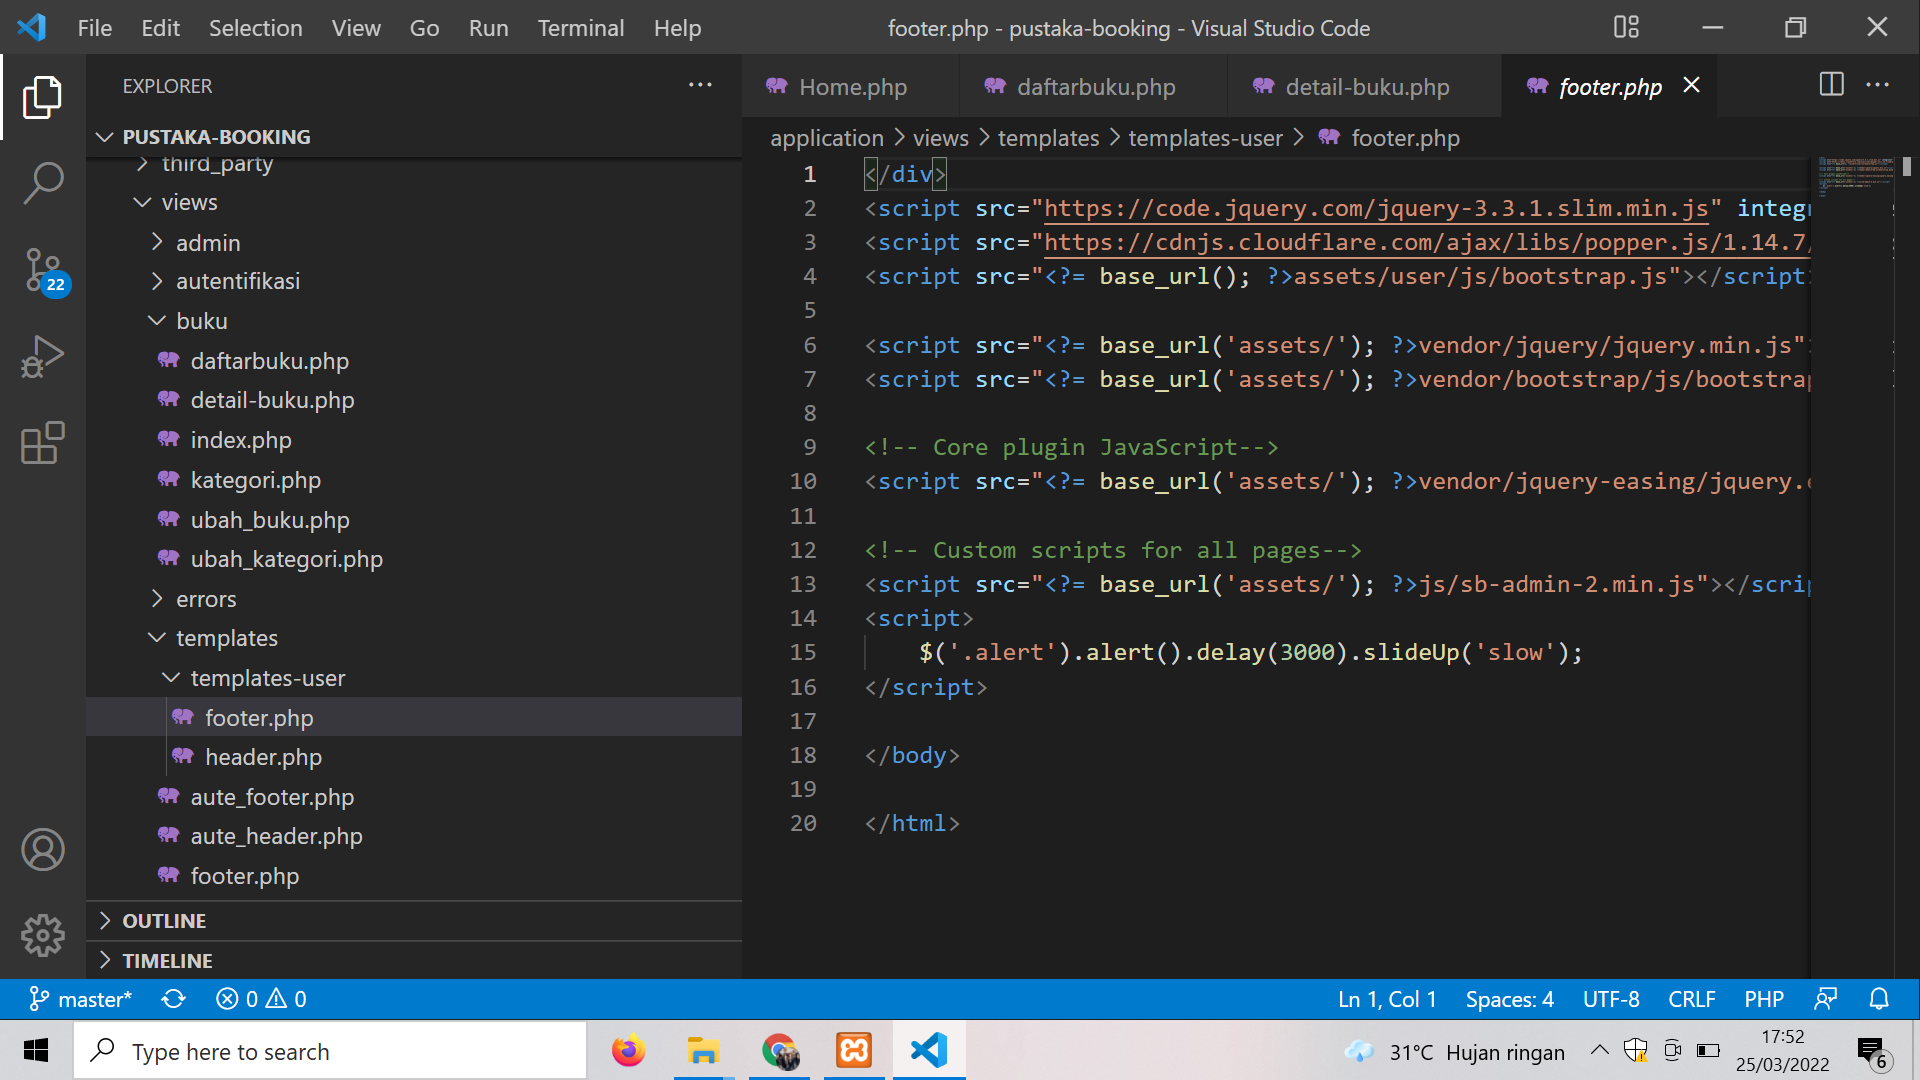 File Edit Selection View Go Run Terminal Help
footer.php - pustaka-booking - Visual Studio Code
EXPLORER
PUSTAKA-BOOKING
third_party
views
admin
autentifikasi
buku
daftarbuku.php
detail-buku.php
index.php
kategori.php
ubah_buku.php
ubah_kategori.php
errors
templates
templates-user
footer.php
header.php
aute_footer.php
aute_header.php
footer.php
OUTLINE
TIMELINE
22
Home.php daftarbuku.php detail-buku.php footer.php
application > views > templates > templates-user > footer.php
1 </div>
2 <script src="https://code.jquery.com/jquery-3.3.1.slim.min.js" integr
3 <script src="https://cdnjs.cloudflare.com/ajax/libs/popper.js/1.14.7/
4 <script src="<?= base_url(); ?>assets/user/js/bootstrap.js"></script>
5
6 <script src="<?= base_url('assets/'); ?>vendor/jquery/jquery.min.js">
7 <script src="<?= base_url('assets/'); ?>vendor/bootstrap/js/bootstrap
8
9 <!-- Core plugin JavaScript-->
10 <script src="<?= base_url('assets/'); ?>vendor/jquery-easing/jquery.e
11
12 <!-- Custom scripts for all pages-->
13 <script src="<?= base_url('assets/'); ?>js/sb-admin-2.min.js"></scrip
14 <script>
15 $('.alert').alert().delay(3000).slideUp('slow');
16 </script>
17
18 </body>
19
20 </html>
master* 0 0 Ln 1, Col 1 Spaces: 4 UTF-8 CRLF PHP
Type here to search
31°C Hujan ringan
17:52
25/03/2022
6